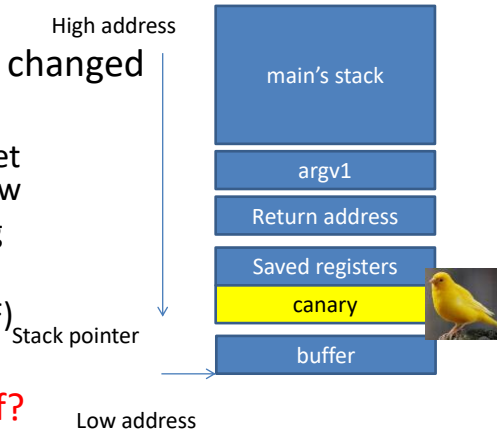 High address
changed
main's stack
et
argv1
w
Return address
g
Saved registers
canary
f)
Stack pointer
buffer
f?
Low address